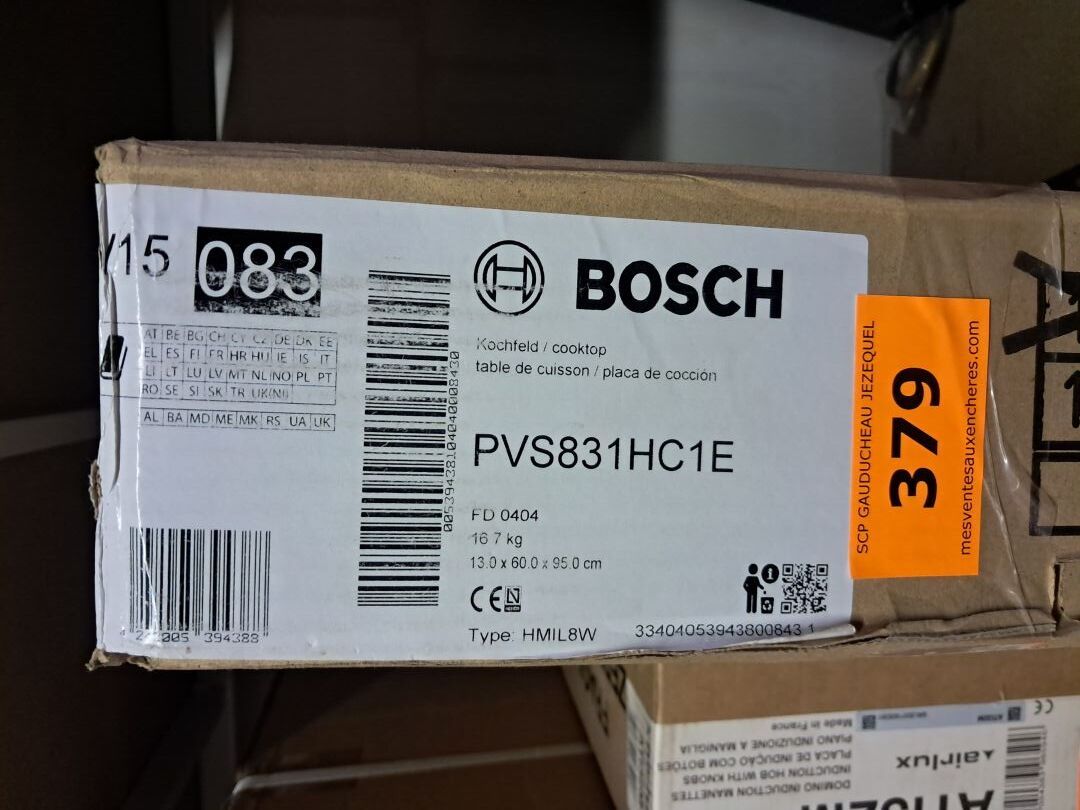 /15 083
AT BE BG CH CY CZ DE DK EE
EL ES FI FR HR HU IE IS IT
LI LT LU LV MT NL NO PL PT
RO SE SI SK TR UK(NI)
AL BA MD ME MK RS UA UK
BOSCH
Kochfeld / cooktop
table de cuisson / placa de cocción
PVS831HC1E
FD 0404
16.7 kg
13.0 x 60.0 x 95.0 cm
CE
Type: HMIL8W
33404053943800843 1
005394381040400008430
005 394388
SCP GAUDUCHEAU JEZEQUEL
379
mesventesauxencheres.com
airlux
DOMINO INDUCTION MANETTES
INDUCTION HOB WITH KNOBS
PLACA DE INDUÇÃO COM BOTÕES
PIANO INDUZIONE A MANIGLIA
Made in France
CE